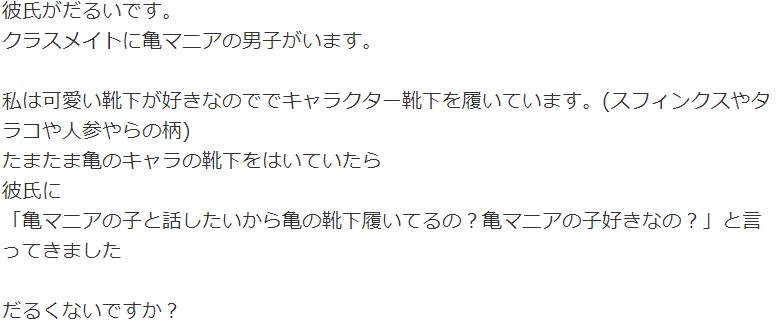 彼氏がだるいです。
クラスメイトに亀マニアの男子がいます。
私は可愛い靴下が好きなのででキャラクター靴下を履いています。(スフィンクスやタ
ラコや人参やらの柄)
たまたま亀のキャラの靴下をはいていたら
彼氏に
「亀マニアの子と話したいから亀の靴下履いてるの？亀マニアの子好きなの？」と言
ってきました
だるくないですか？